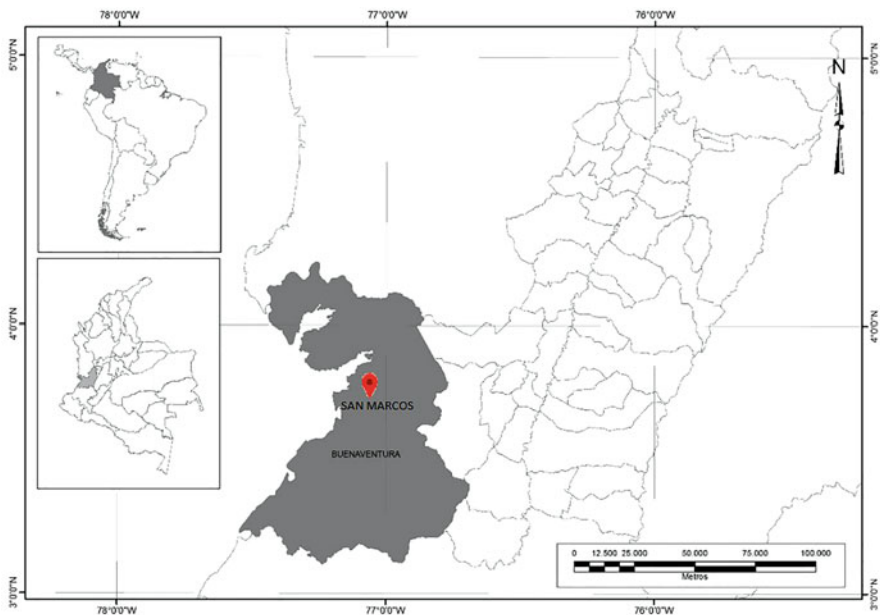 78°0'0"W 77°0'0"W 76°0'0"W
5°0'0"N 5°0'0"N
N
4°0'0"N 4°0'0"N
SAN MARCOS
BUENAVENTURA
0 12.500 25.000 50.000 75.000 100.000
Metros
3°0'0"N 3°0'0"N
78°0'0"W 77°0'0"W 76°0'0"W